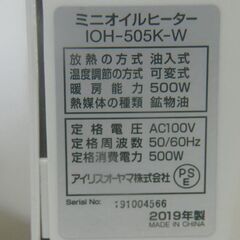 ミニオイルヒーター
IOH-505K-W
放熱の方式 油入式
温度調節の方式 可変式
暖房能力 500W
熱媒体の種類 鉱物油
定格電圧 AC100V
定格周波数 50/60Hz
定格消費電力 500W
アイリスオーヤマ株式会社
PS
E
Serial No: 191004566
2019年製
MADE IN CHINA